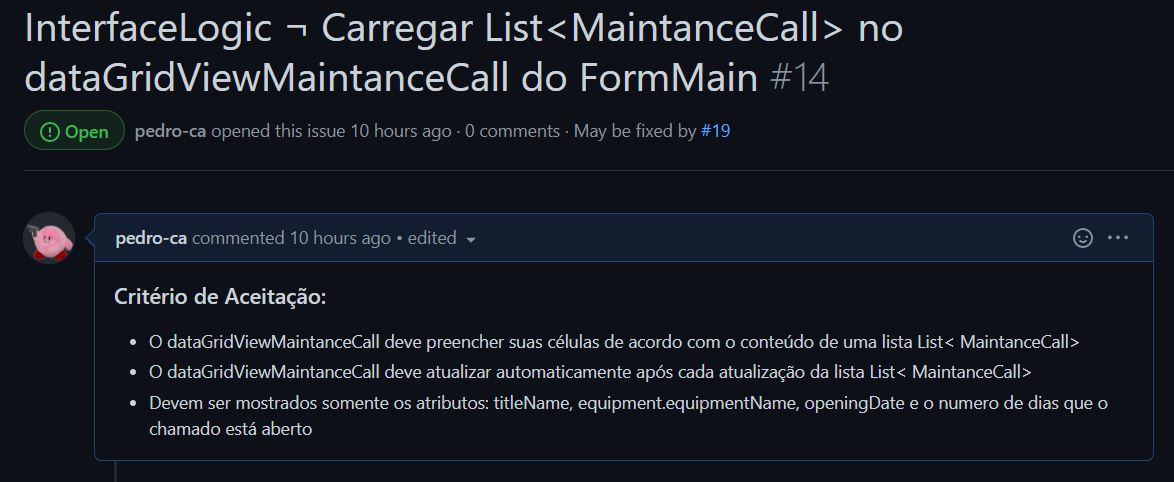 InterfaceLogic ¬ Carregar List<MaintanceCall> no
dataGridViewMaintanceCall do FormMain #14
Open pedro-ca opened this issue 10 hours ago · 0 comments · May be fixed by #19
pedro-ca commented 10 hours ago • edited
Critério de Aceitação:
• O dataGridViewMaintanceCall deve preencher suas células de acordo com o conteúdo de uma lista List< MaintanceCall>
• O dataGridViewMaintanceCall deve atualizar automaticamente após cada atualização da lista List< MaintanceCall>
• Devem ser mostrados somente os atributos: titleName, equipment.equipmentName, openingDate e o numero de dias que o
chamado está aberto